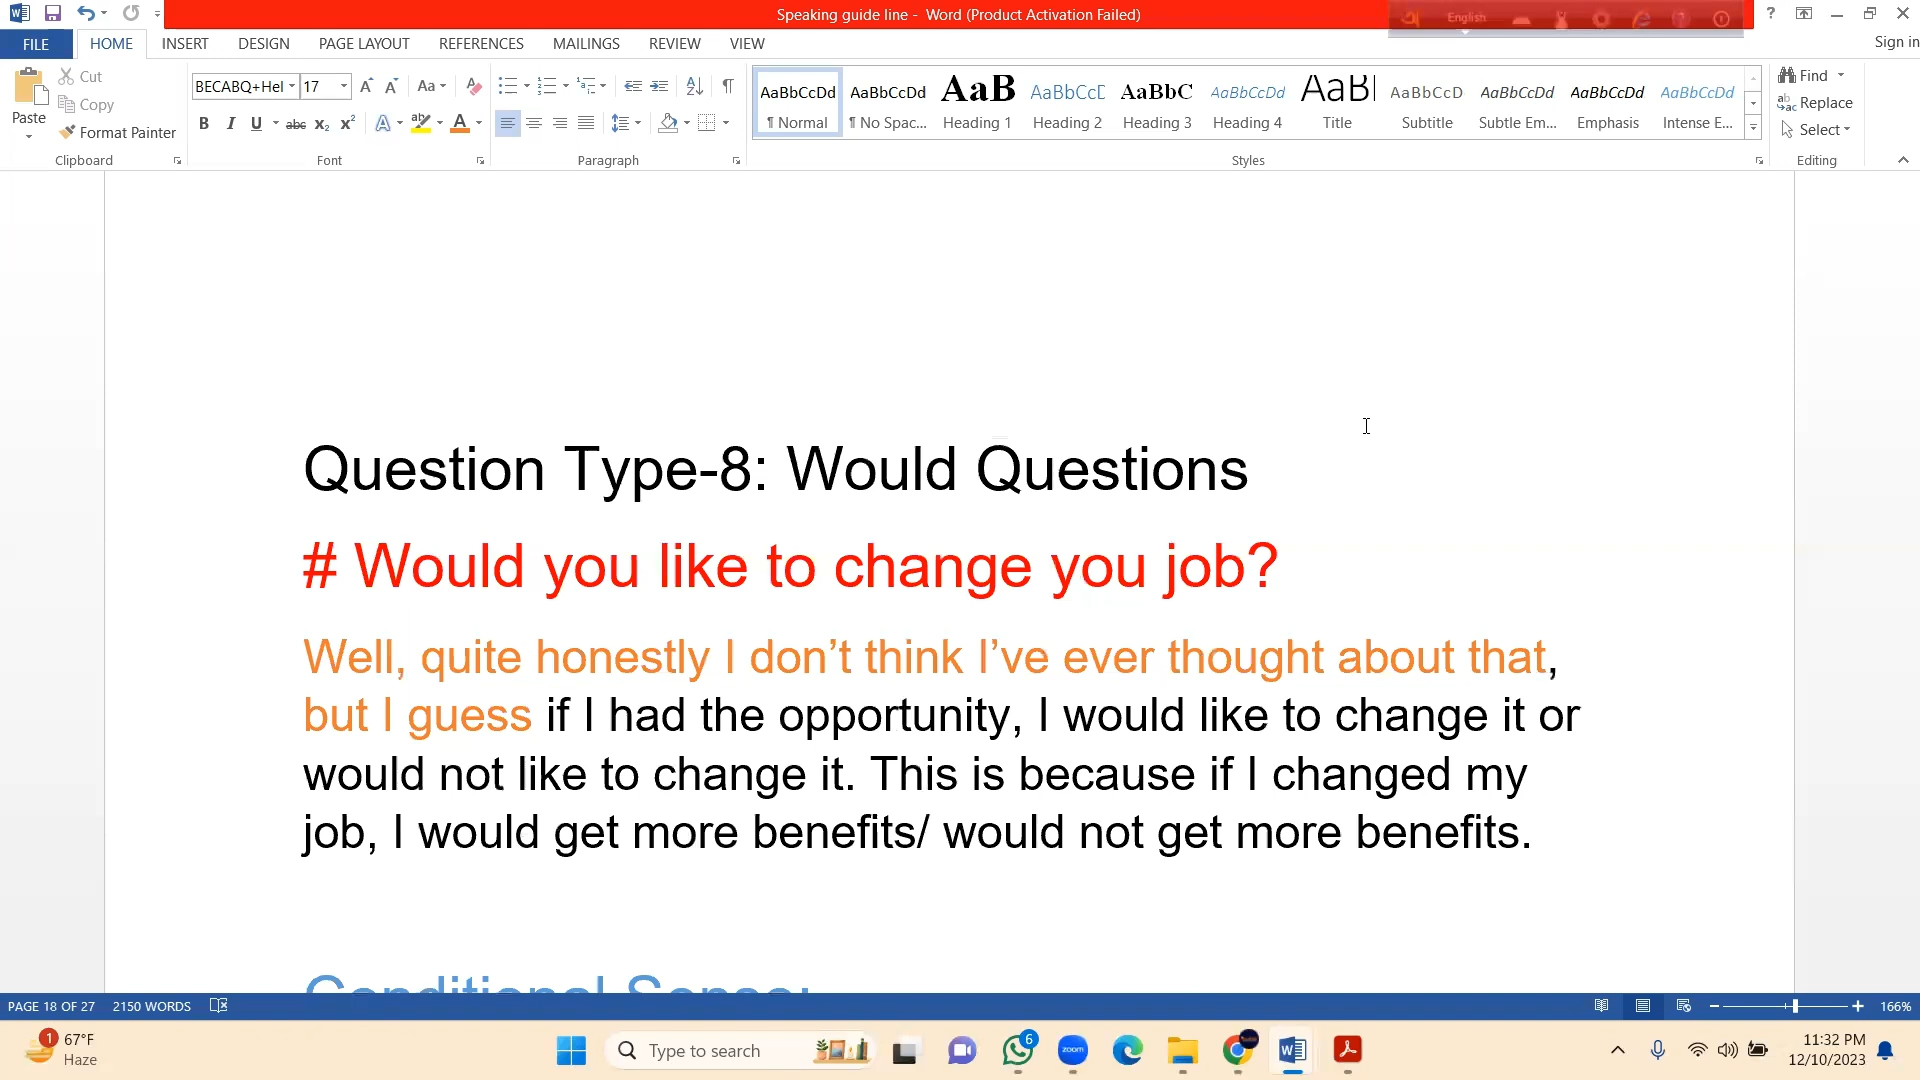 Speaking guide line - Word (Product Activation Failed)
English
Sign in
FILE HOME INSERT DESIGN PAGE LAYOUT REFERENCES MAILINGS REVIEW VIEW
Paste
Cut
Copy
Format Painter
Clipboard
BECABQ+Hel 17
Font
Paragraph
AaBbCcDd AaBbCcDd AaB AaBbCcD AaBbC AaBbCcDd AaB AaBbCcD AaBbCcDd AaBbCcDd AaBbCcDd
¶ Normal ¶ No Spac... Heading 1 Heading 2 Heading 3 Heading 4 Title Subtitle Subtle Em... Emphasis Intense E...
Styles
Find
Replace
Select
Editing
Question Type-8: Would Questions
# Would you like to change you job?
Well, quite honestly I don’t think I’ve ever thought about that,
but I guess if I had the opportunity, I would like to change it or
would not like to change it. This is because if I changed my
job, I would get more benefits/ would not get more benefits.
Conditional Sense:
PAGE 18 OF 27 2150 WORDS 166%
67°F
Haze
Type to search
zoom
11:32 PM
12/10/2023